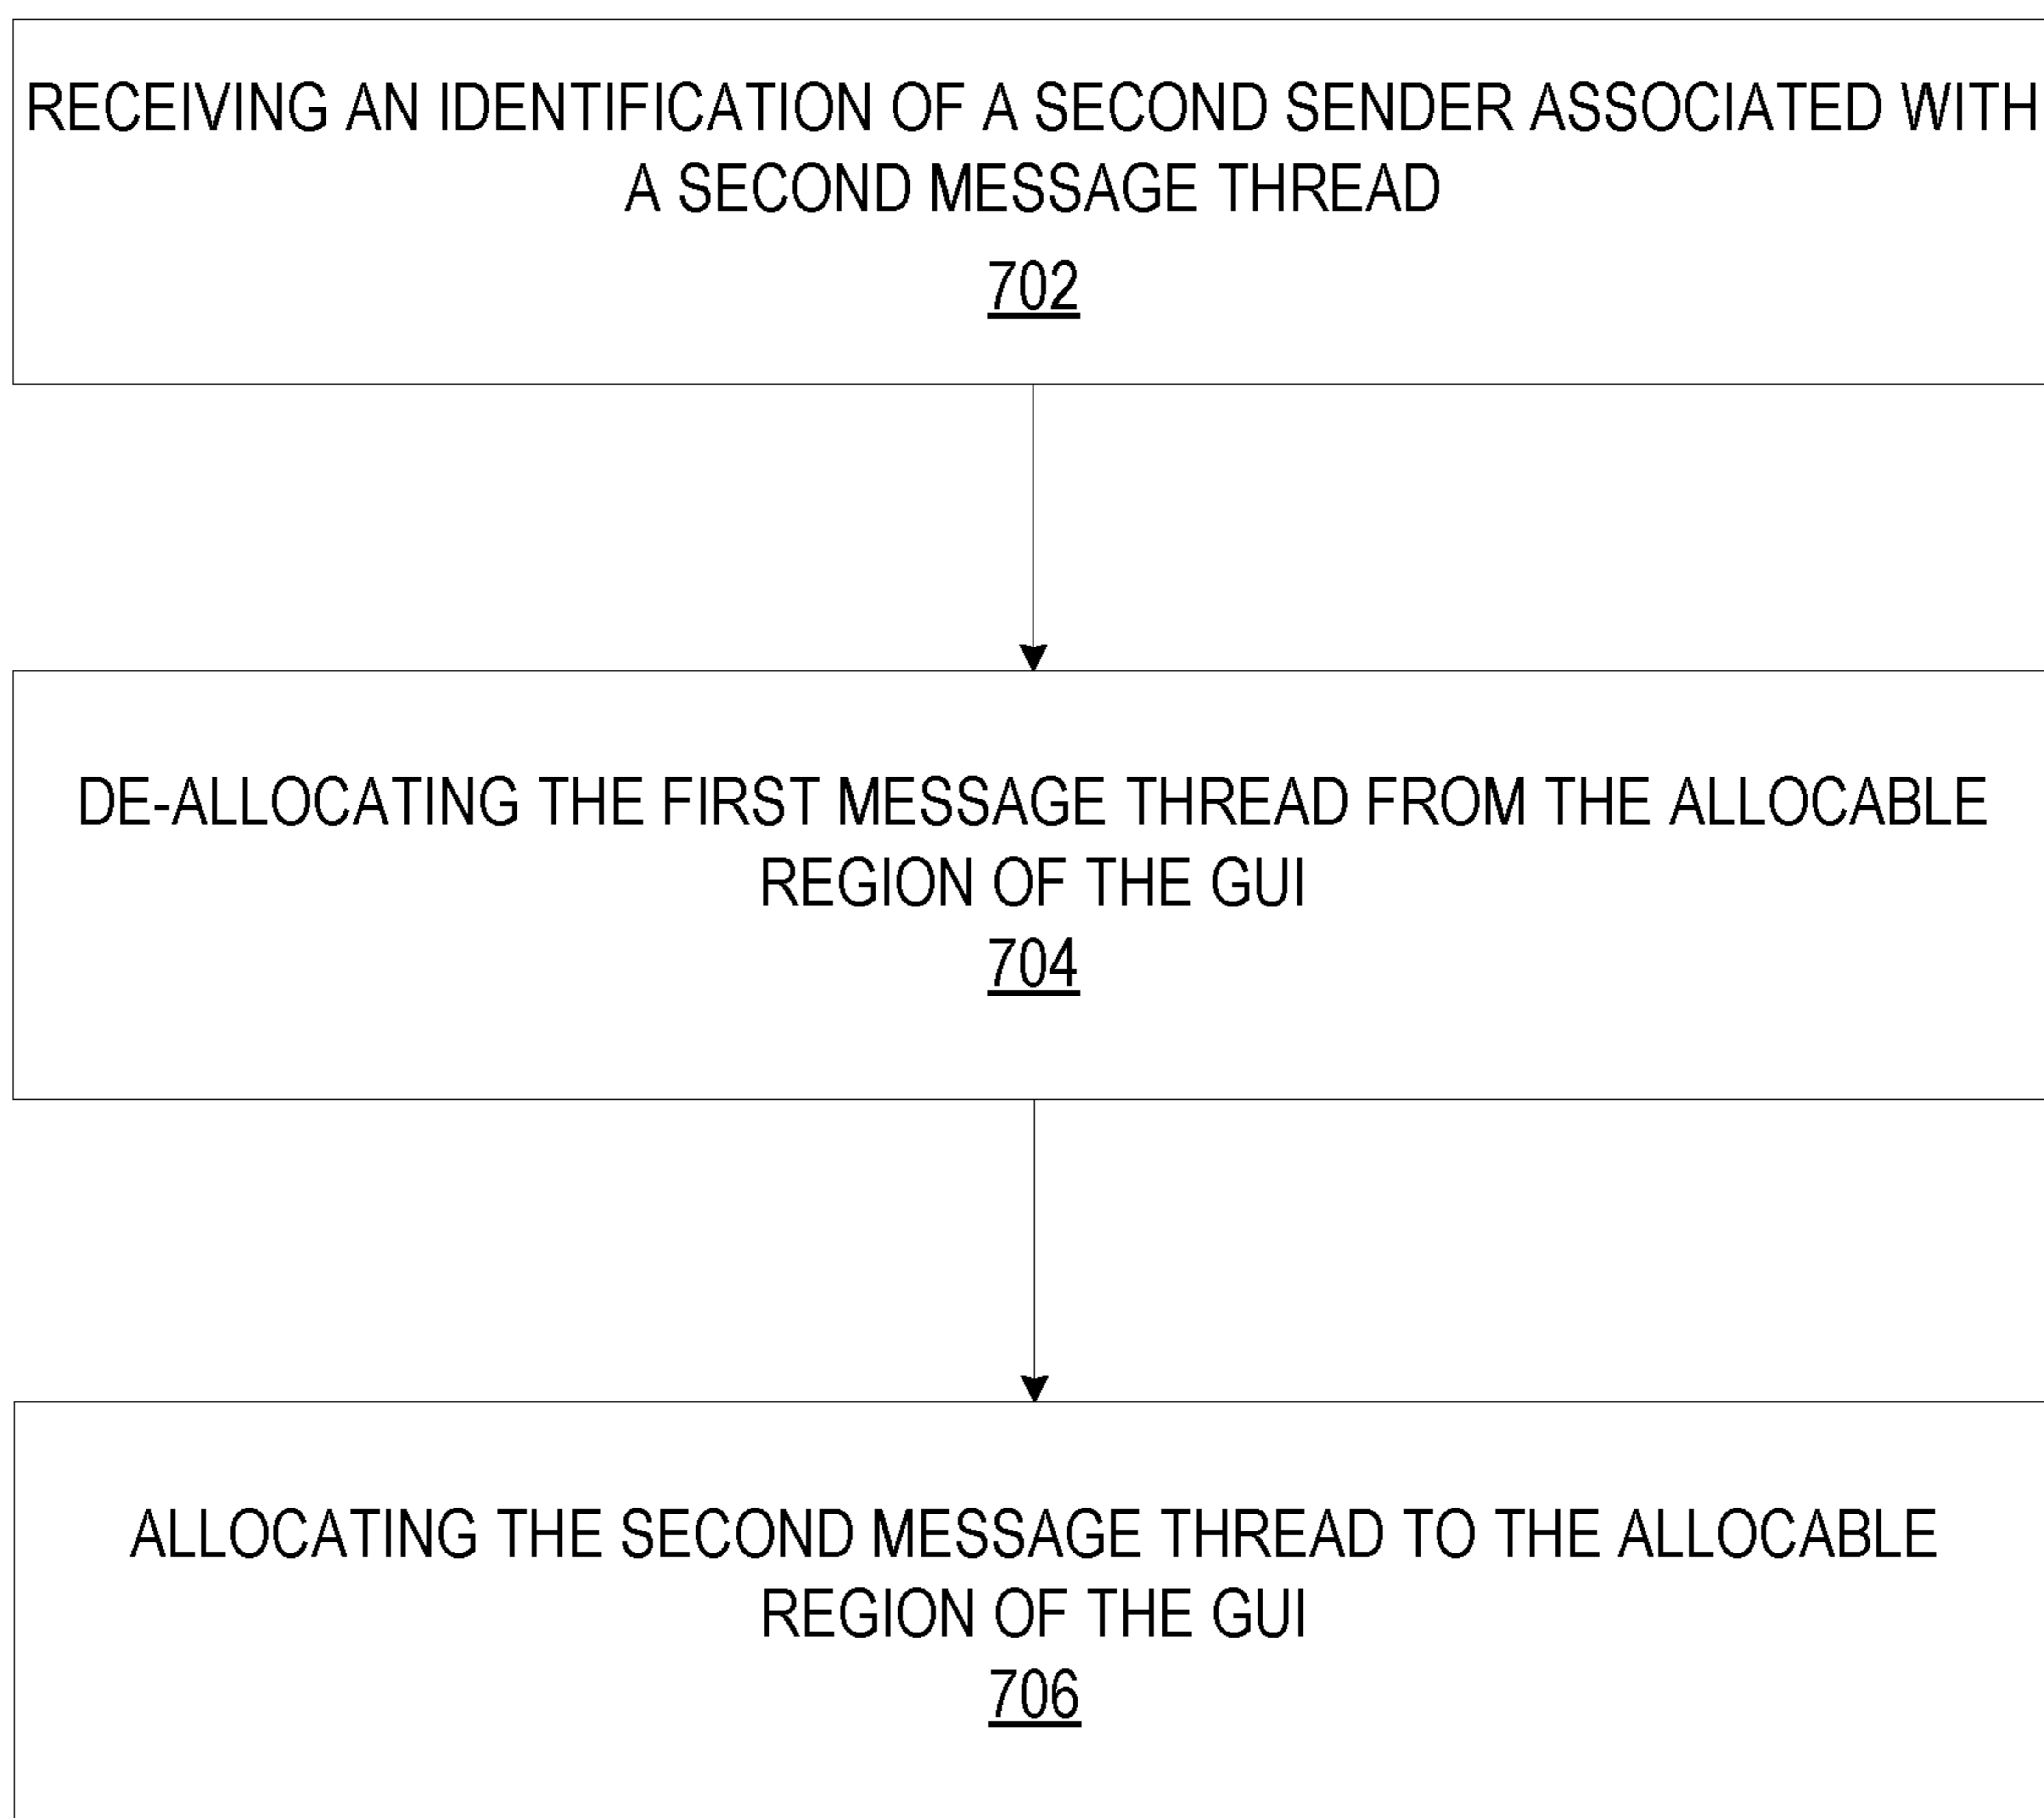 RECEIVING AN IDENTIFICATION OF A SECOND SENDER ASSOCIATED WITH
A SECOND MESSAGE THREAD
702
DE-ALLOCATING THE FIRST MESSAGE THREAD FROM THE ALLOCABLE
REGION OF THE GUI
704
ALLOCATING THE SECOND MESSAGE THREAD TO THE ALLOCABLE
REGION OF THE GUI
706